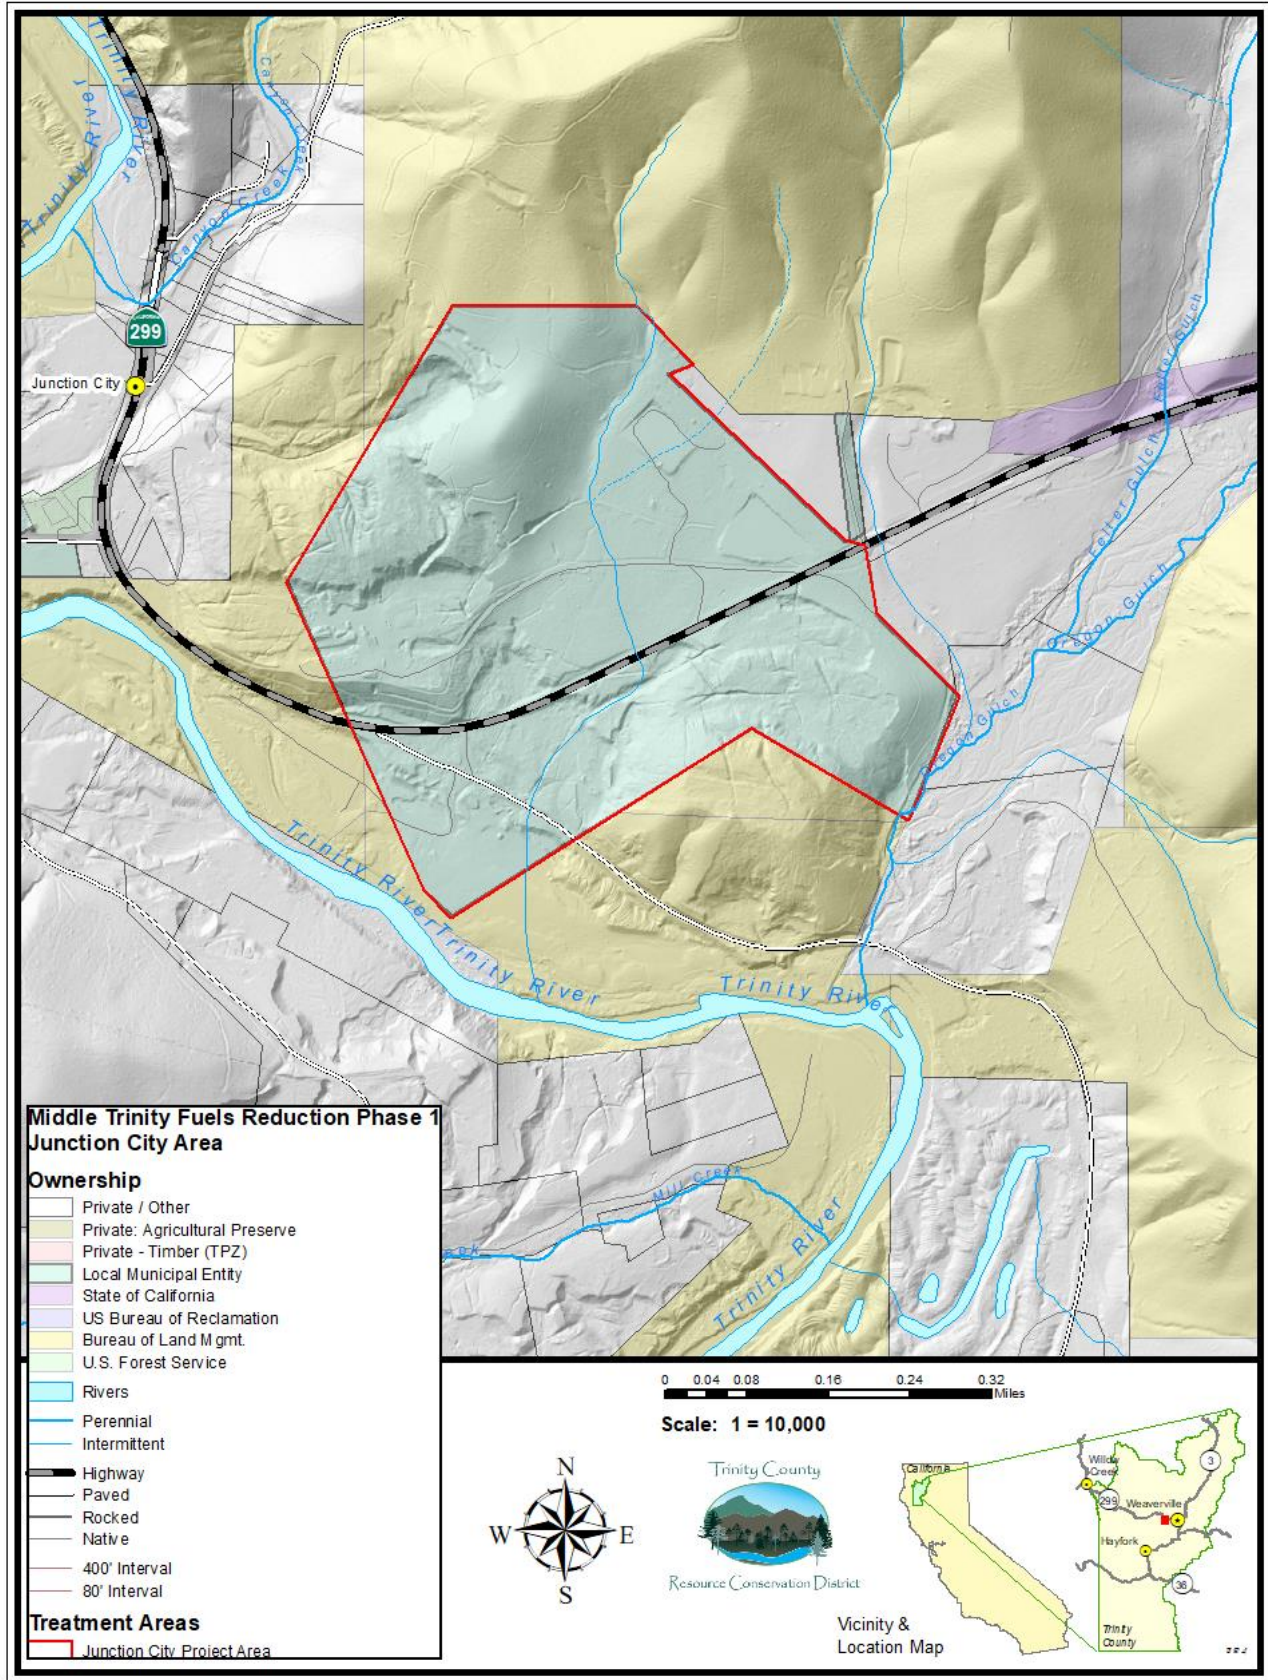 Trinity River
Trinity River
Canyon Creek
Canyon Creek
299
Junction City
Felter Gulch
Felter Gulch
Oregon Gulch
Oregon Gulch
Trinity River
Trinity River
Trinity River
Mill Creek
Trinity River
Middle Trinity Fuels Reduction Phase 1
Junction City Area
Ownership
Private / Other
Private: Agricultural Preserve
Private - Timber (TPZ)
Local Municipal Entity
State of California
US Bureau of Reclamation
Bureau of Land Mgmt.
U.S. Forest Service
Rivers
Perennial
Intermittent
Highway
Paved
Rocked
Native
400' Interval
80' Interval
Treatment Areas
Junction City Project Area
0 0.04 0.08 0.16 0.24 0.32
Miles
Scale: 1 = 10,000
N
W E
S
Trinity County
Resource Conservation District
Vicinity &
Location Map
California
Willow
Creek
3
299
Weaverville
Hayfork
36
Trinity
County